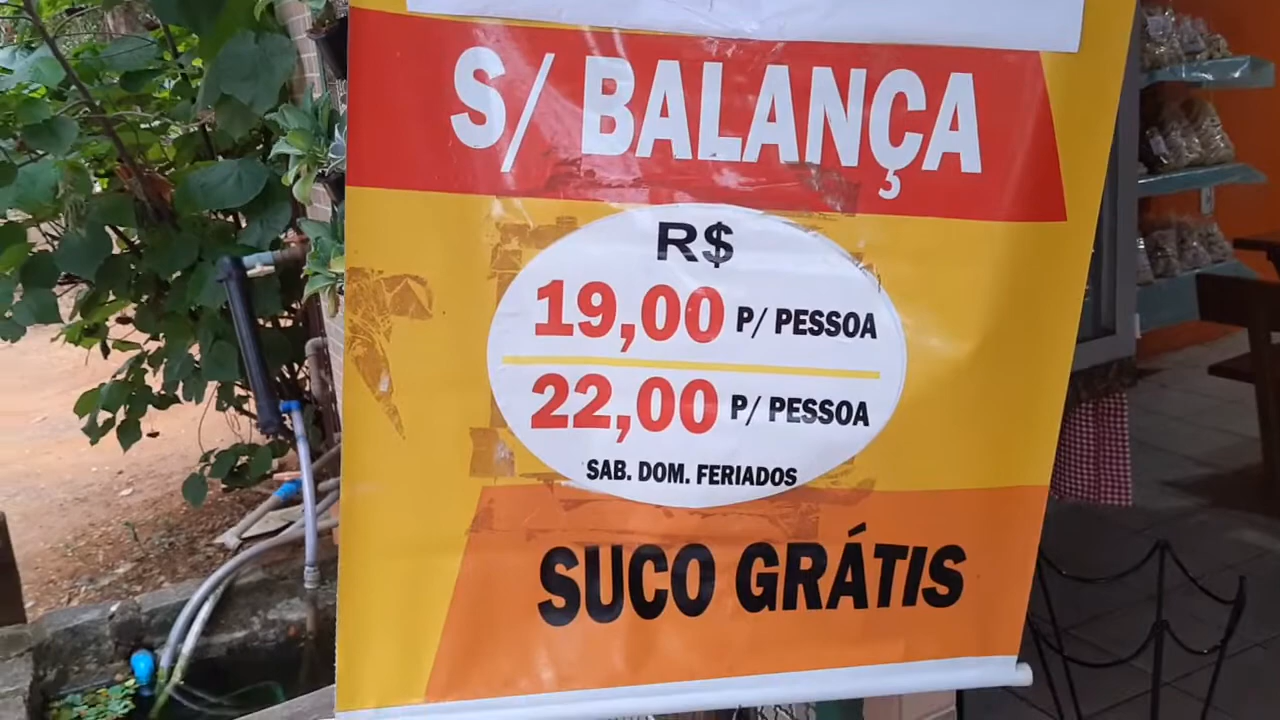 S/ BALANÇA
R$
19,00 P/ PESSOA
22,00 P/ PESSOA
SAB. DOM. FERIADOS
SUCO GRÁTIS